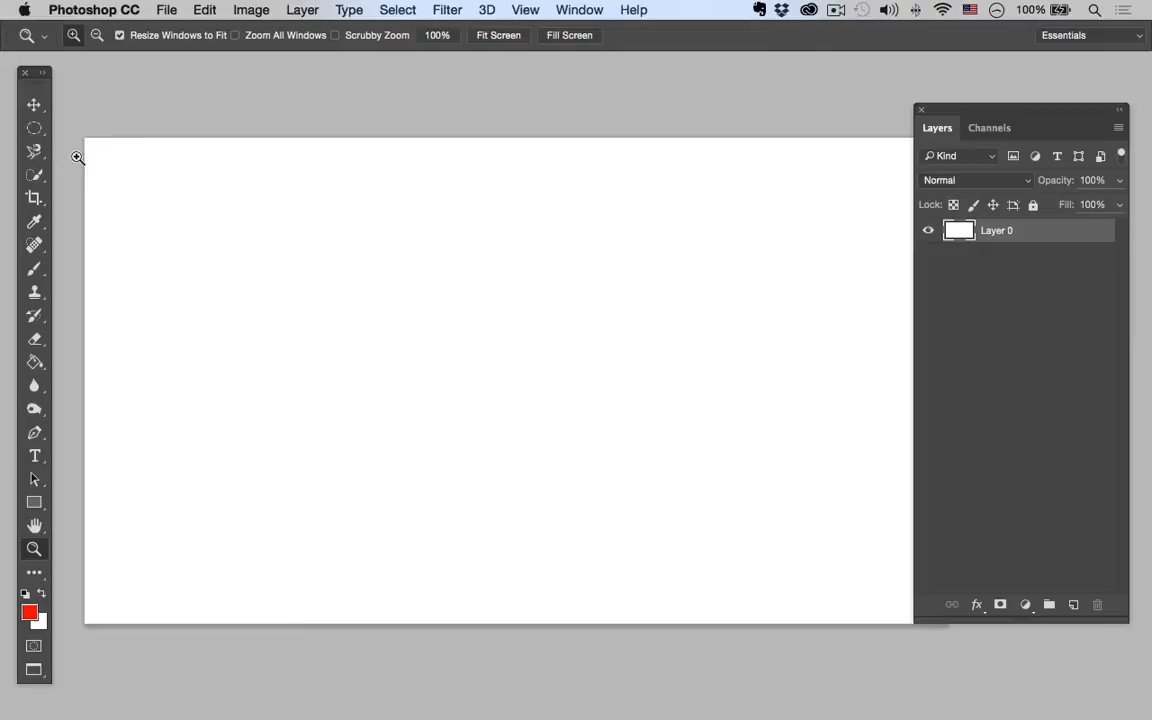 Photoshop CC File Edit Image Layer Type Select Filter 3D View Window Help 100%
Resize Windows to Fit Zoom All Windows Scrubby Zoom 100% Fit Screen Fill Screen Essentials
Layers Channels
Kind
Normal Opacity: 100%
Lock: Fill: 100%
Layer 0
fx